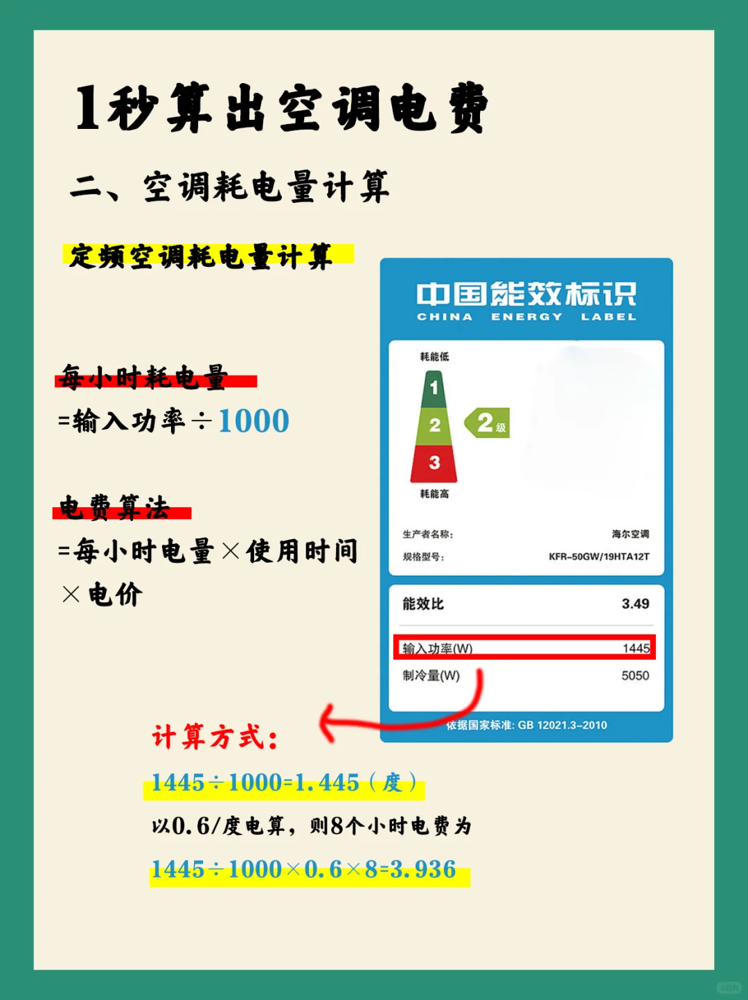 1秒算出空调电费
二、空调耗电量计算
定频空调耗电量计算
每小时耗电量
=输入功率÷1000
电费算法
=每小时电量×使用时间
×电价
中国能效标识
CHINA ENERGY LABEL
耗能低
1
2
2级
3
耗能高
生产者名称: 海尔空调
规格型号: KFR-50GW/19HTA12T
能效比 3.49
输入功率(W) 1445
制冷量(W) 5050
依据国家标准: GB 12021.3-2010
计算方式:
1445÷1000=1.445（度）
以0.6/度电算，则8个小时电费为
1445÷1000×0.6×8=3.936
小红书